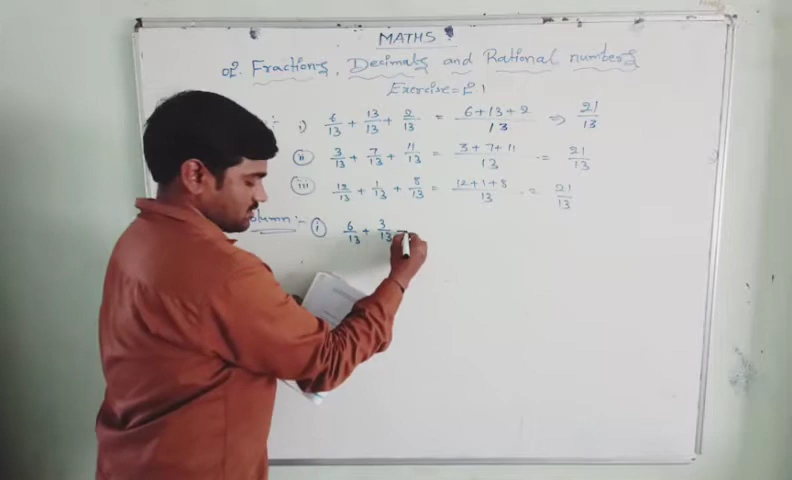 MATHS
02. Fractions, Decimals and Rational numbers
Exercise = 2.1
i) 6/13 + 13/13 + 2/13 = 6+13+2/13 ⇒ 21/13
ii 3/13 + 7/13 + 11/13 = 3+7+11/13 = 21/13
iii 12/13 + 1/13 + 8/13 = 12+1+8/13 = 21/13
olumn:- i 6/13 + 3/13